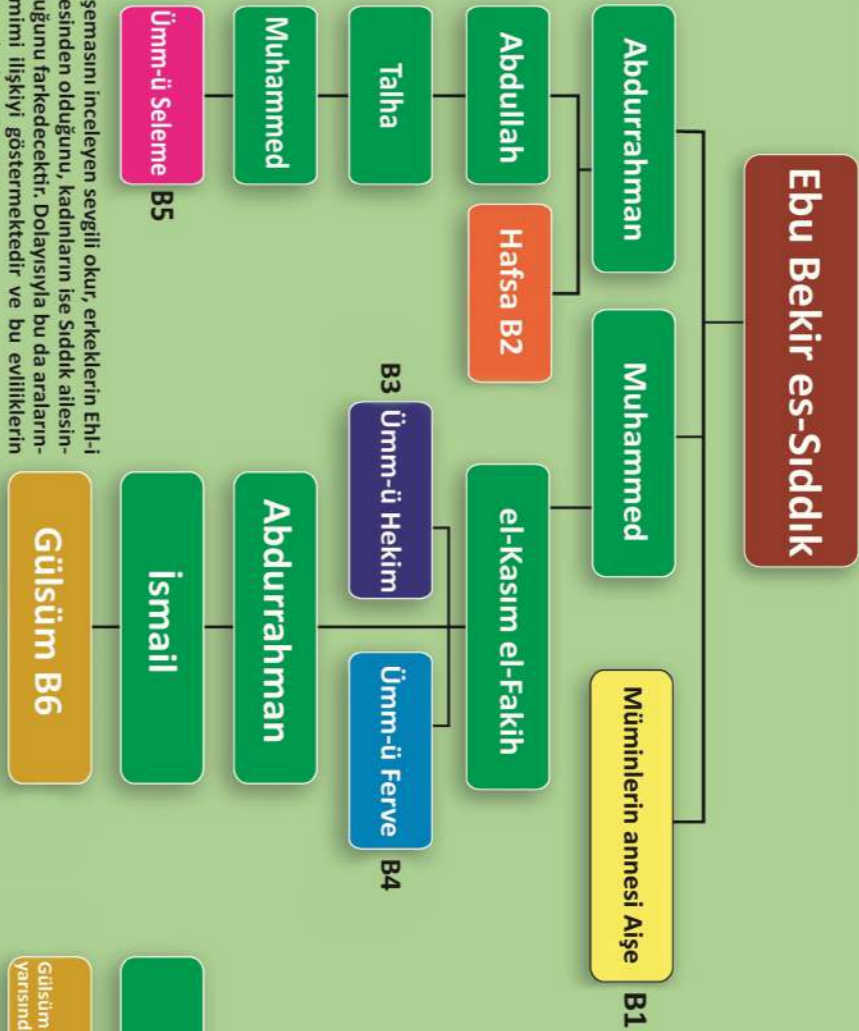 Ebu Bekir es-Sıddık
Abdurrahman
Muhammed
Müminlerin annesi Aişe B1
Abdullah
Hafsa B2
el-Kasım el-Fakih
Talha
B3 Ümm-ü Hekim
Ümm-ü Ferve B4
Muhammed
Abdurrahman
Ümm-ü Seleme B5
İsmail
Gülsüm B6
şemasını inceleyen sevgili okur, erkeklerin Ehl-i
esinden olduğunu, kadınların ise Sıddık ailesin-
uğunu farkedecektir. Dolayısıyla bu da araların-
mimi ilişkiyi göstermektedir ve bu evliliklerin
Gülsüm
yarısınd